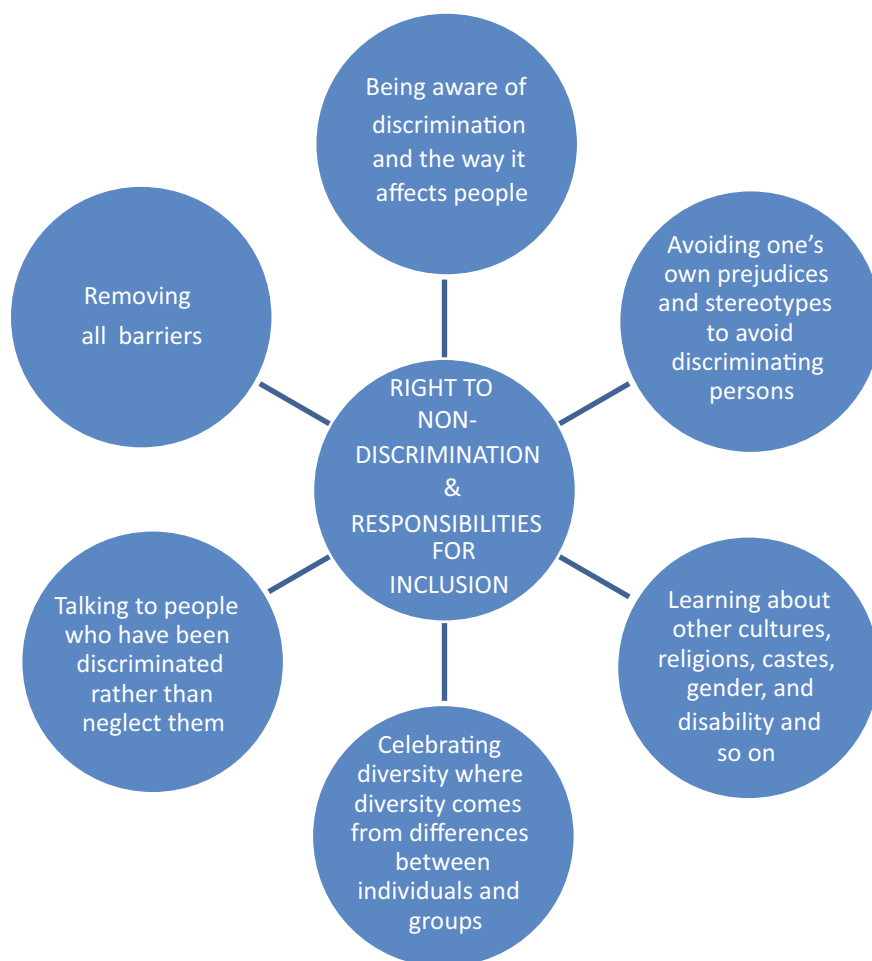 Being aware of
discrimination
and the way it
affects people
Avoiding one’s
own prejudices
and stereotypes
to avoid
discriminating
persons
Learning about
other cultures,
religions, castes,
gender, and
disability and
so on
Celebrating
diversity where
diversity comes
from differences
between
individuals and
groups
Talking to people
who have been
discriminated
rather than
neglect them
Removing
all barriers
RIGHT TO
NON-
DISCRIMINATION
&
RESPONSIBILITIES
FOR
INCLUSION